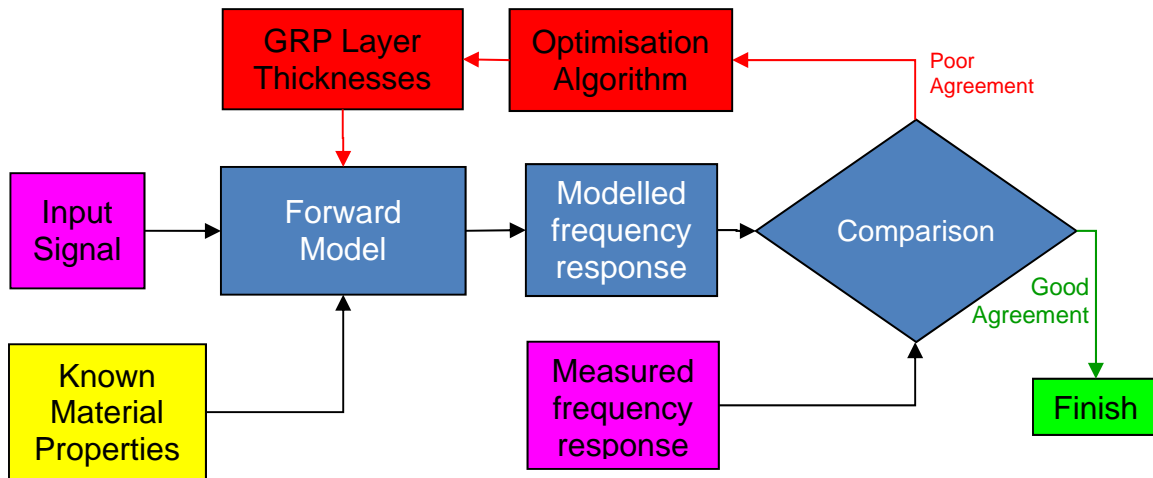 GRP Layer
Thicknesses
Optimisation
Algorithm
Poor
Agreement
Input
Signal
Forward
Model
Modelled
frequency
response
Comparison
Good
Agreement
Known
Material
Properties
Measured
frequency
response
Finish